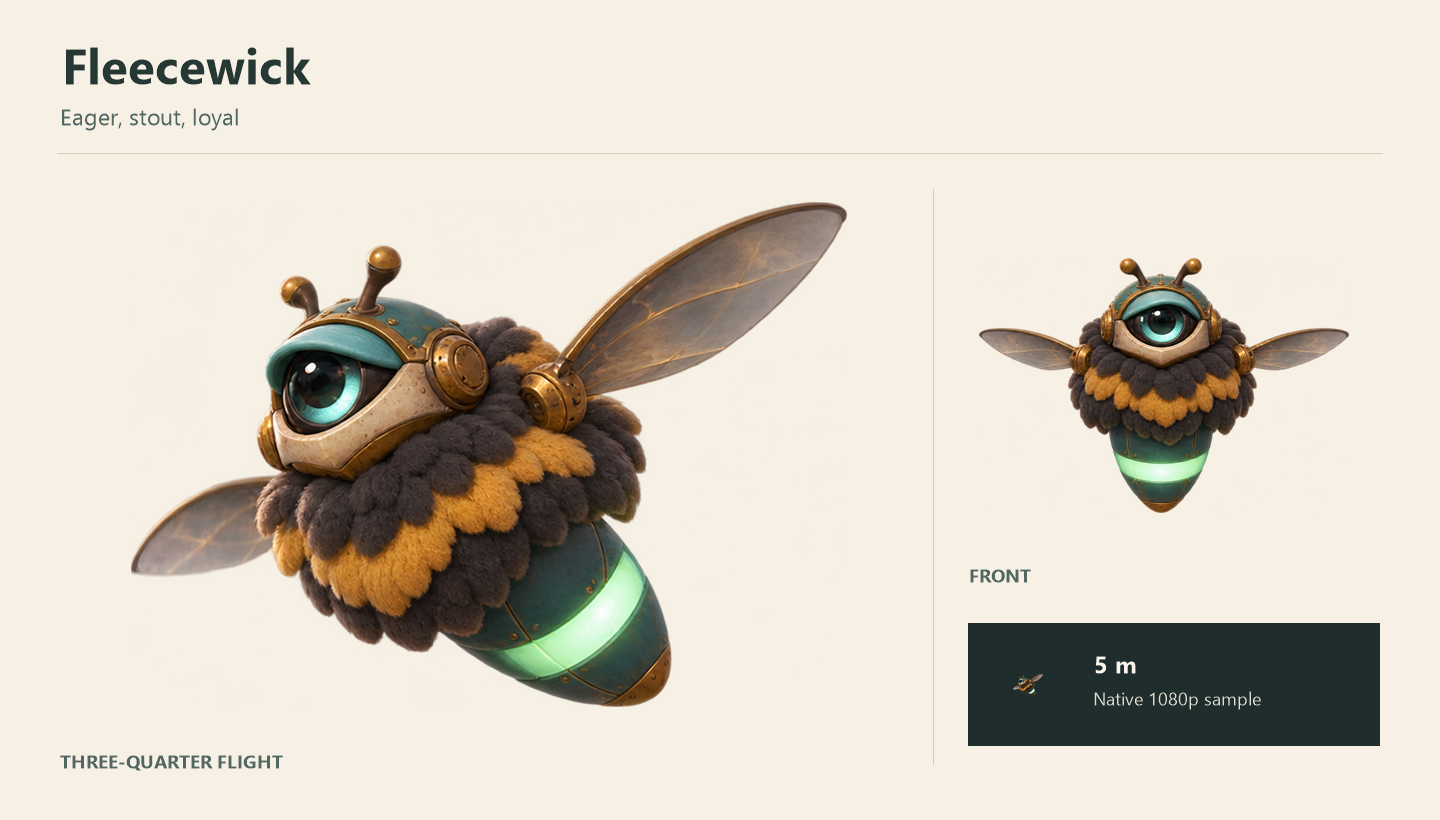 Fleecewick
Eager, stout, loyal
THREE-QUARTER FLIGHT
FRONT
5 m
Native 1080p sample